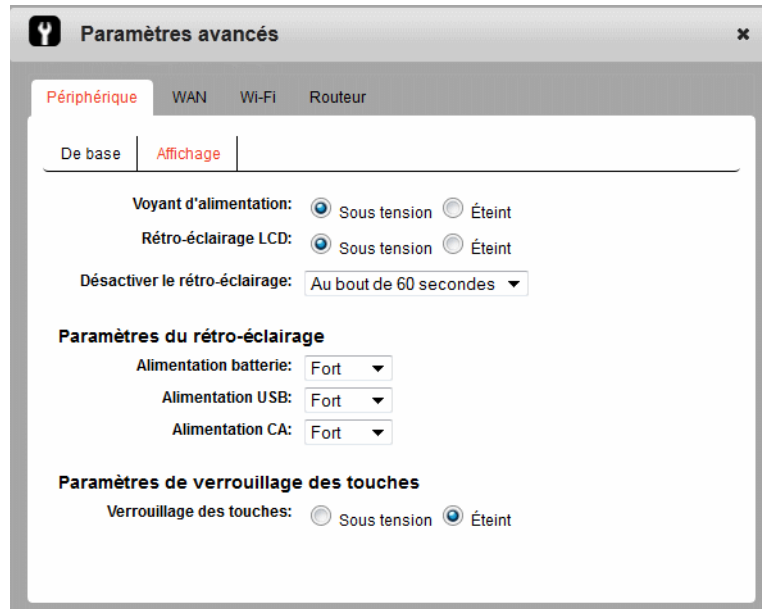 Paramètres avancés
Périphérique WAN Wi-Fi Routeur
De base Affichage
Voyant d'alimentation: Sous tension Éteint
Rétro-éclairage LCD: Sous tension Éteint
Désactiver le rétro-éclairage: Au bout de 60 secondes
Paramètres du rétro-éclairage
Alimentation batterie: Fort
Alimentation USB: Fort
Alimentation CA: Fort
Paramètres de verrouillage des touches
Verrouillage des touches: Sous tension Éteint